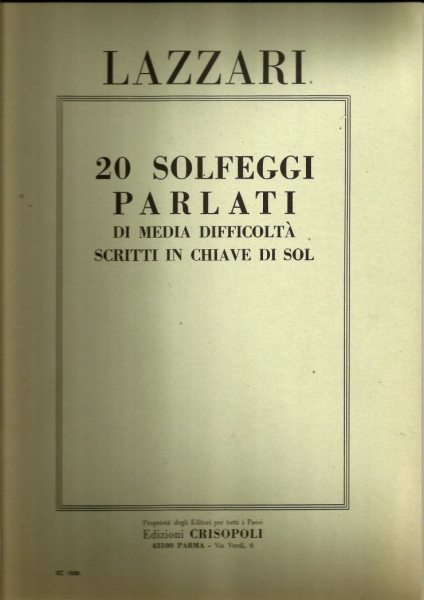 LAZZARI
20 SOLFEGGI
PARLATI
DI MEDIA DIFFICOLTÀ
SCRITTI IN CHIAVE DI SOL
Proprietà degli Editori per tutti i Paesi
Edizioni CRISOPOLI
43100 PARMA - Via Verdi, 6